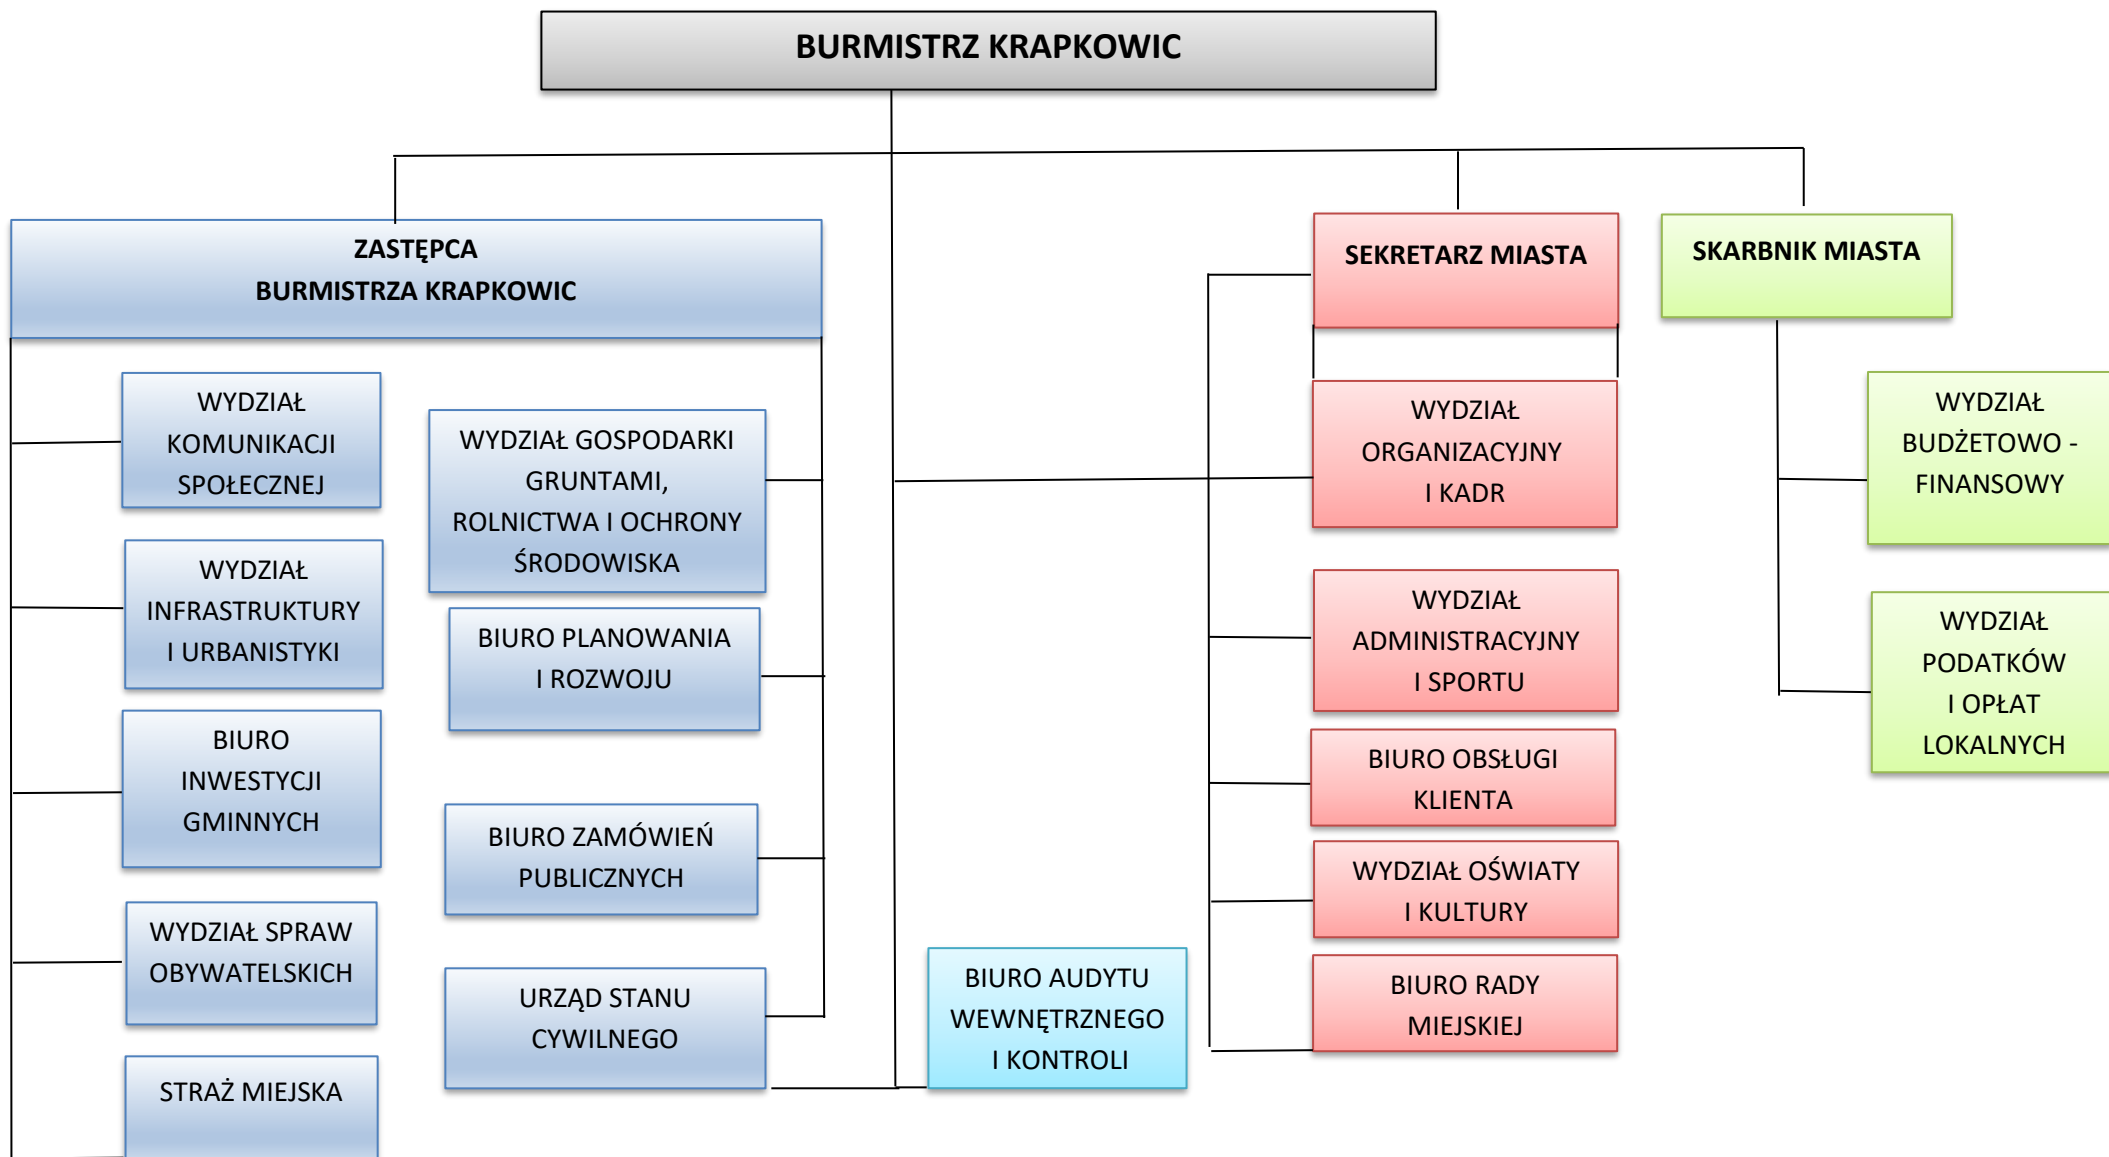 BURMISTRZ KRAPKOWIC
ZASTĘPCA
BURMISTRZA KRAPKOWIC
WYDZIAŁ
KOMUNIKACJI
SPOŁECZNEJ
WYDZIAŁ
INFRASTRUKTURY
I URBANISTYKI
BIURO
INWESTYCJI
GMINNYCH
WYDZIAŁ SPRAW
OBYWATELSKICH
STRAŻ MIEJSKA
WYDZIAŁ GOSPODARKI
GRUNTAMI,
ROLNICTWA I OCHRONY
ŚRODOWISKA
BIURO PLANOWANIA
I ROZWOJU
BIURO ZAMÓWIEŃ
PUBLICZNYCH
URZĄD STANU
CYWILNEGO
BIURO AUDYTU
WEWNĘTRZNEGO
I KONTROLI
SEKRETARZ MIASTA
WYDZIAŁ
ORGANIZACYJNY
I KADR
WYDZIAŁ
ADMINISTRACYJNY
I SPORTU
BIURO OBSŁUGI
KLIENTA
WYDZIAŁ OŚWIATY
I KULTURY
BIURO RADY
MIEJSKIEJ
SKARBNIK MIASTA
WYDZIAŁ
BUDŻETOWO -
FINANSOWY
WYDZIAŁ
PODATKÓW
I OPŁAT
LOKALNYCH